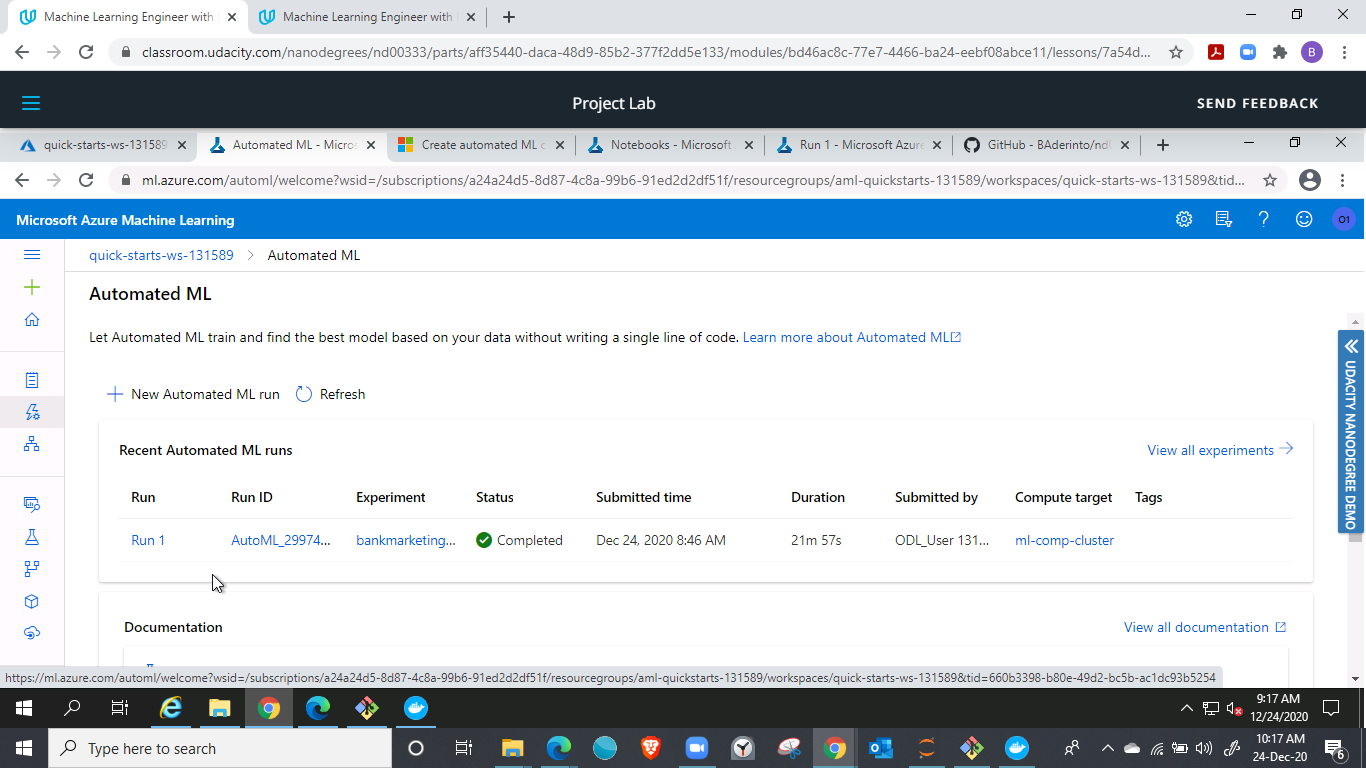 Machine Learning Engineer with
Machine Learning Engineer with
classroom.udacity.com/nanodegrees/nd00333/parts/aff35440-daca-48d9-85b2-377f2dd5e133/modules/bd46ac8c-77e7-4466-ba24-eebf08abce11/lessons/7a54d...
B
Project Lab
SEND FEEDBACK
quick-starts-ws-131589
Automated ML - Micros
Create automated ML
Notebooks - Microsoft
Run 1 - Microsoft Azure
GitHub - BAderinto/nd0
ml.azure.com/automl/welcome?wsid=/subscriptions/a24a24d5-8d87-4c8a-99b6-91ed2d2df51f/resourcegroups/aml-quickstarts-131589/workspaces/quick-starts-ws-131589&tid...
Microsoft Azure Machine Learning
O1
quick-starts-ws-131589 > Automated ML
Automated ML
Let Automated ML train and find the best model based on your data without writing a single line of code. Learn more about Automated ML
New Automated ML run
Refresh
UDACITY NANODEGREE DEMO
Recent Automated ML runs
View all experiments
Run Run ID Experiment Status Submitted time Duration Submitted by Compute target Tags
Run 1 AutoML_29974... bankmarketing... Completed Dec 24, 2020 8:46 AM 21m 57s ODL_User 131... ml-comp-cluster
Documentation
View all documentation
https://ml.azure.com/automl/welcome?wsid=/subscriptions/a24a24d5-8d87-4c8a-99b6-91ed2d2df51f/resourcegroups/aml-quickstarts-131589/workspaces/quick-starts-ws-131589&tid=660b3398-b80e-49d2-bc5b-ac1dc93b5254
9:17 AM
12/24/2020
Type here to search
10:17 AM
24-Dec-20
6